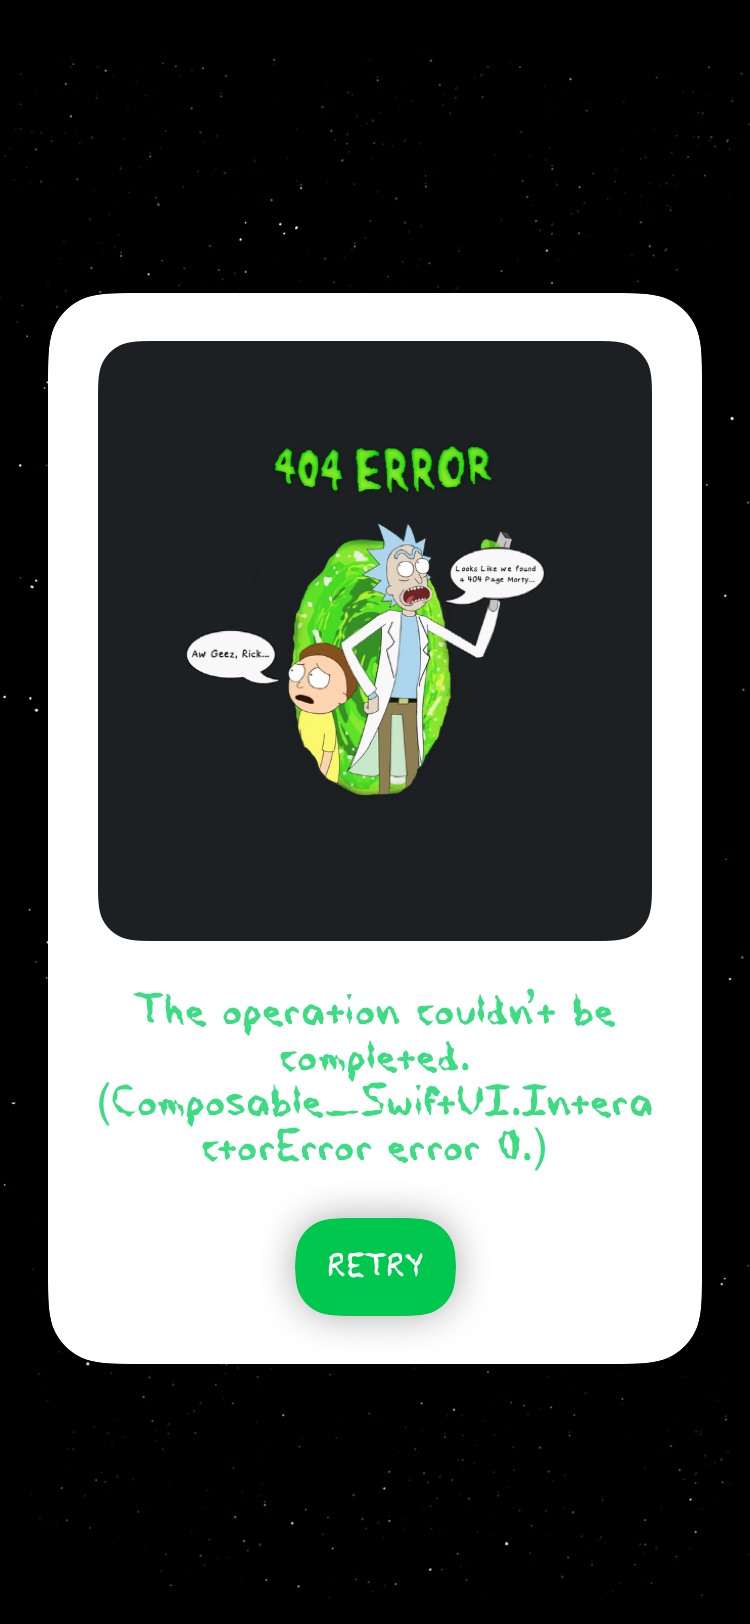 404 ERROR
Looks Like we found
a 404 Page Morty...
Aw Geez, Rick...
The operation couldn't be
completed.
(Composable_SwiftUI.Intera
ctorError error 0.)
RETRY